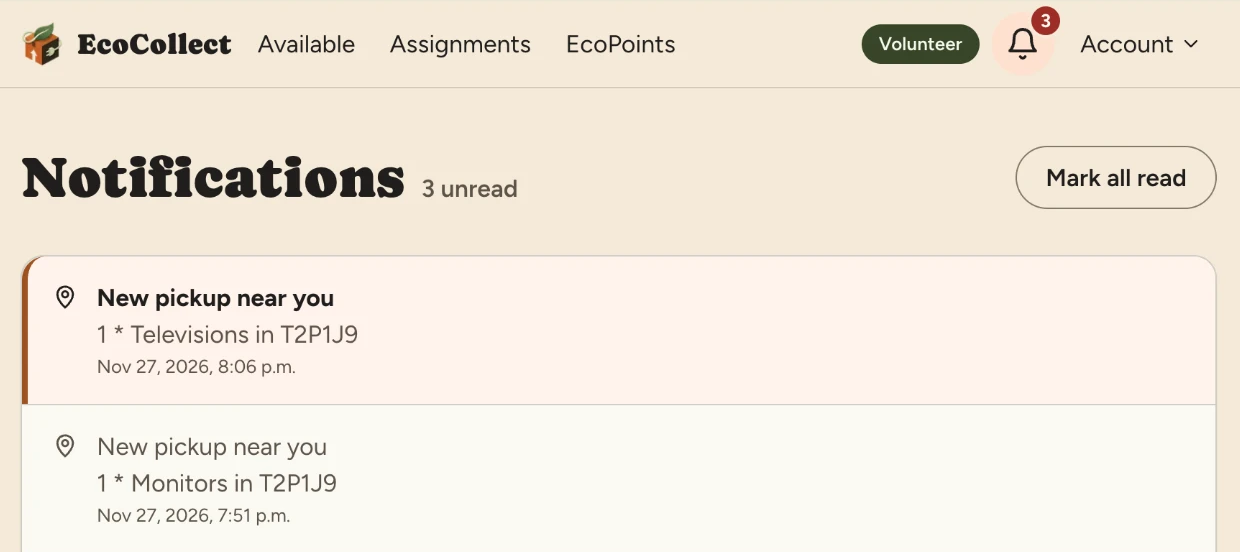 EcoCollect Available Assignments EcoPoints Volunteer 3 Account
Notifications 3 unread Mark all read
New pickup near you
1 * Televisions in T2P1J9
Nov 27, 2026, 8:06 p.m.
New pickup near you
1 * Monitors in T2P1J9
Nov 27, 2026, 7:51 p.m.